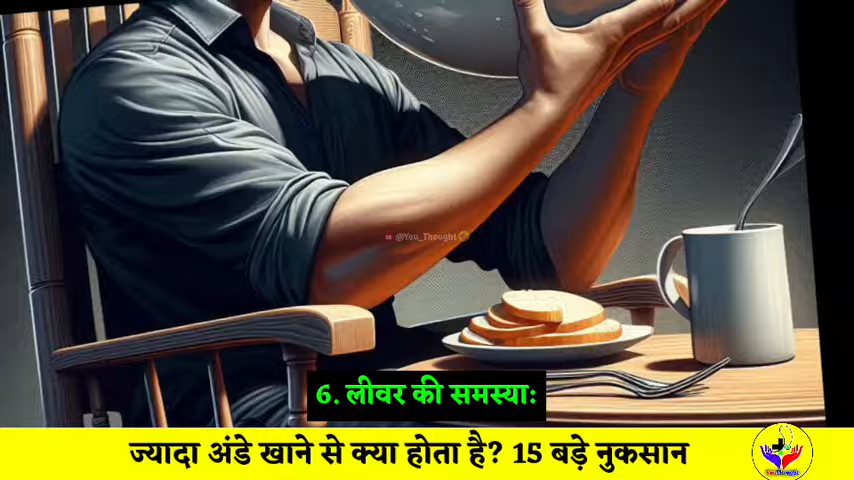 @You_Thought
6. लीवर की समस्या:
ज्यादा अंडे खाने से क्या होता है? 15 बड़े नुकसान